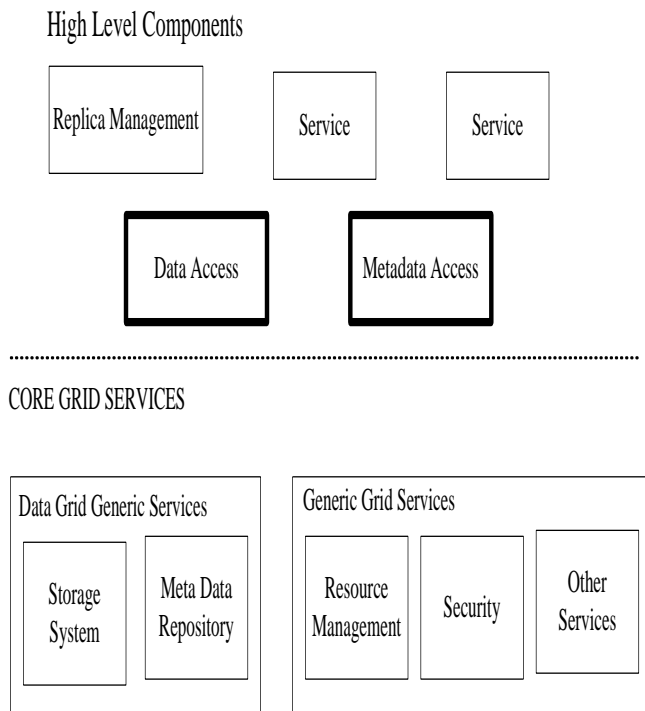 High Level Components
Replica Management
Service
Service
Data Access
Metadata Access
CORE GRID SERVICES
Data Grid Generic Services
Storage
System
Meta Data
Repository
Generic Grid Services
Resource
Management
Security
Other
Services